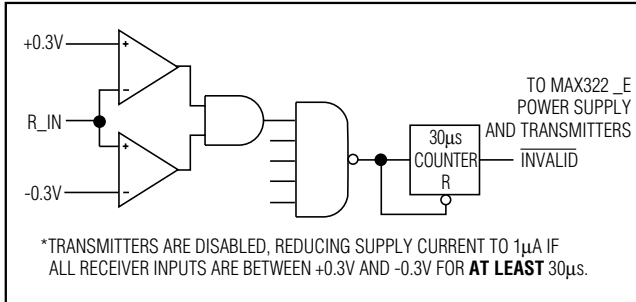 +0.3V
R_IN
-0.3V
30μs
COUNTER
R
TO MAX322 _E
POWER SUPPLY
AND TRANSMITTERS
INVALID
*TRANSMITTERS ARE DISABLED, REDUCING SUPPLY CURRENT TO 1μA IF
ALL RECEIVER INPUTS ARE BETWEEN +0.3V AND -0.3V FOR AT LEAST 30μs.